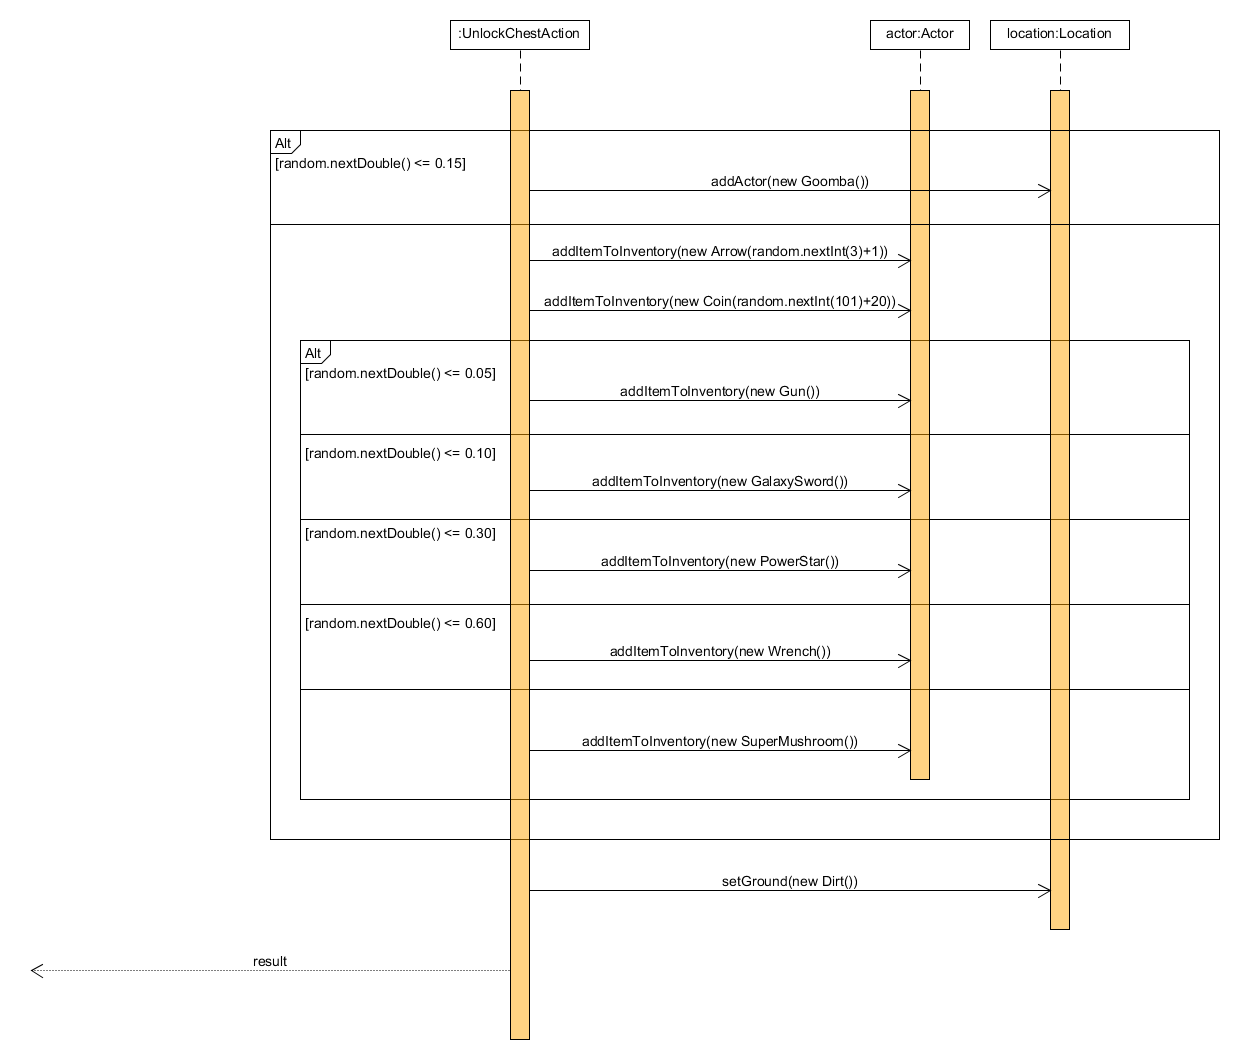 :UnlockChestAction
actor:Actor
location:Location
Alt
[random.nextDouble() <= 0.15]
addActor(new Goomba())
addItemToInventory(new Arrow(random.nextInt(3)+1))
addItemToInventory(new Coin(random.nextInt(101)+20))
Alt
[random.nextDouble() <= 0.05]
addItemToInventory(new Gun())
[random.nextDouble() <= 0.10]
addItemToInventory(new GalaxySword())
[random.nextDouble() <= 0.30]
addItemToInventory(new PowerStar())
[random.nextDouble() <= 0.60]
addItemToInventory(new Wrench())
addItemToInventory(new SuperMushroom())
setGround(new Dirt())
result